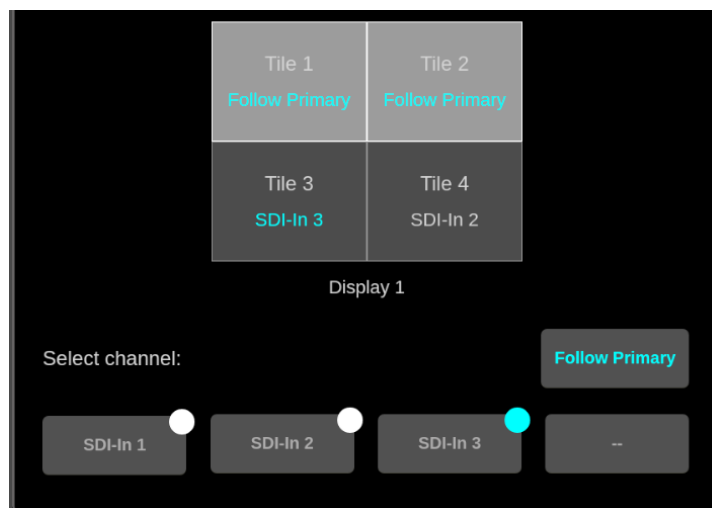 Tile 1
Follow Primary
Tile 2
Follow Primary
Tile 3
SDI-In 3
Tile 4
SDI-In 2
Display 1
Select channel:
Follow Primary
SDI-In 1
SDI-In 2
SDI-In 3
--